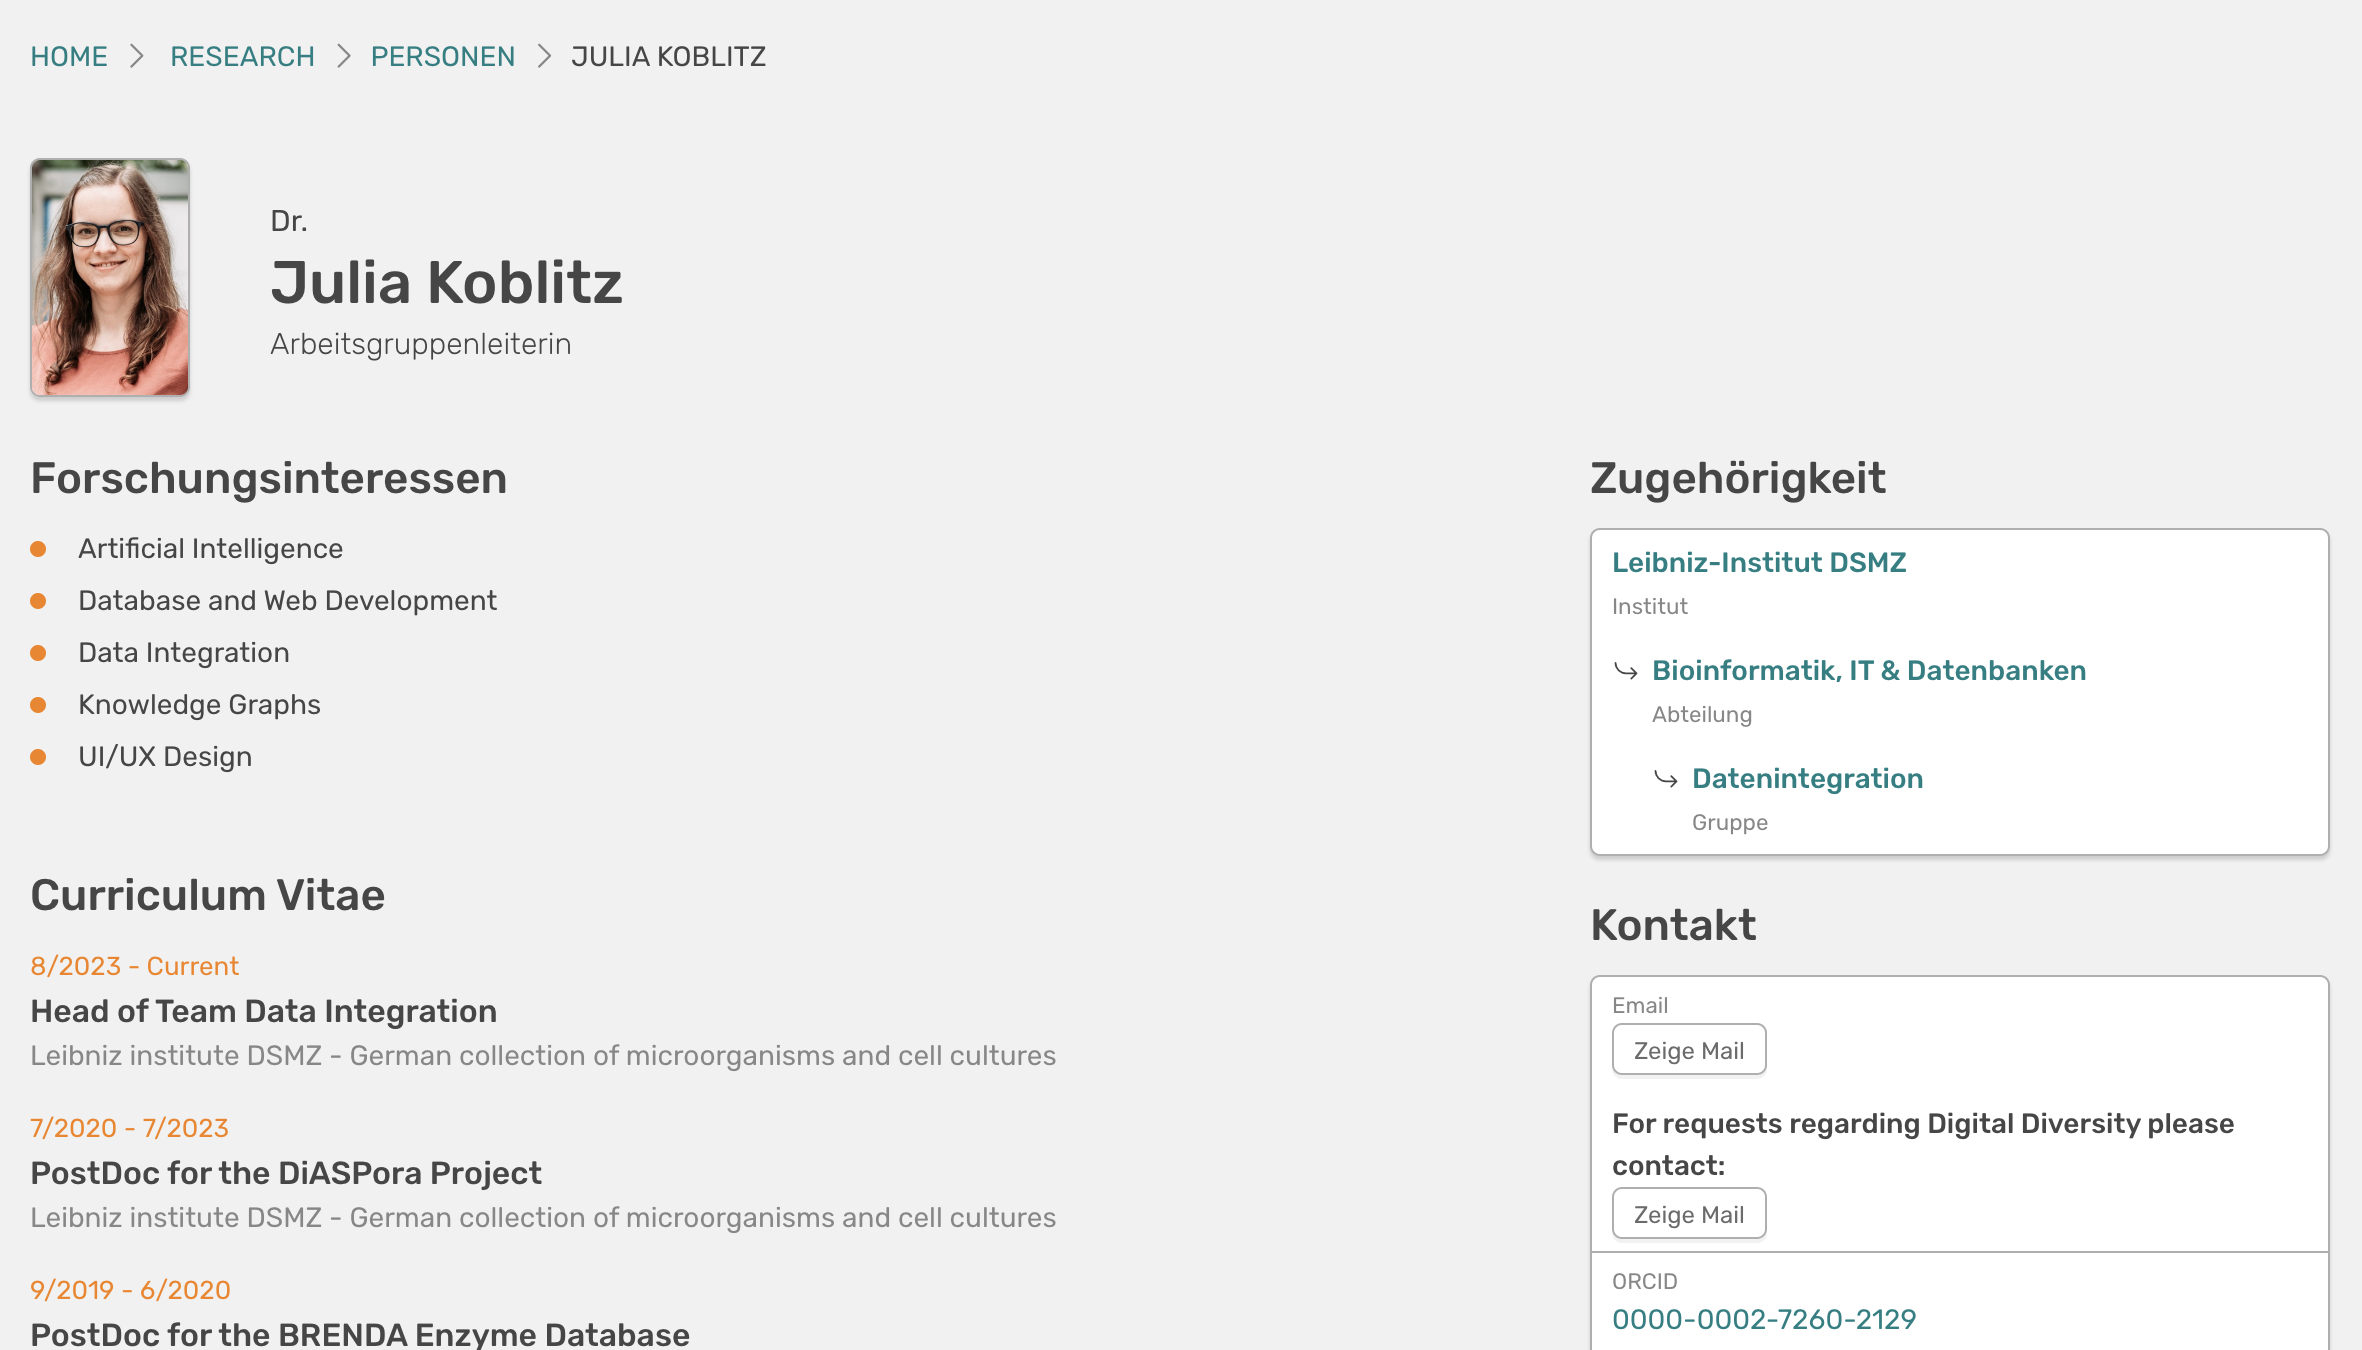 HOME > RESEARCH > PERSONEN > JULIA KOBLITZ
Dr.
Julia Koblitz
Arbeitsgruppenleiterin
Forschungsinteressen
Artificial Intelligence
Database and Web Development
Data Integration
Knowledge Graphs
UI/UX Design
Curriculum Vitae
8/2023 - Current
Head of Team Data Integration
Leibniz institute DSMZ - German collection of microorganisms and cell cultures
7/2020 - 7/2023
PostDoc for the DiASPora Project
Leibniz institute DSMZ - German collection of microorganisms and cell cultures
9/2019 - 6/2020
PostDoc for the BRENDA Enzyme Database
Zugehörigkeit
Leibniz-Institut DSMZ
Institut
Bioinformatik, IT & Datenbanken
Abteilung
Datenintegration
Gruppe
Kontakt
Email
Zeige Mail
For requests regarding Digital Diversity please
contact:
Zeige Mail
ORCID
0000-0002-7260-2129